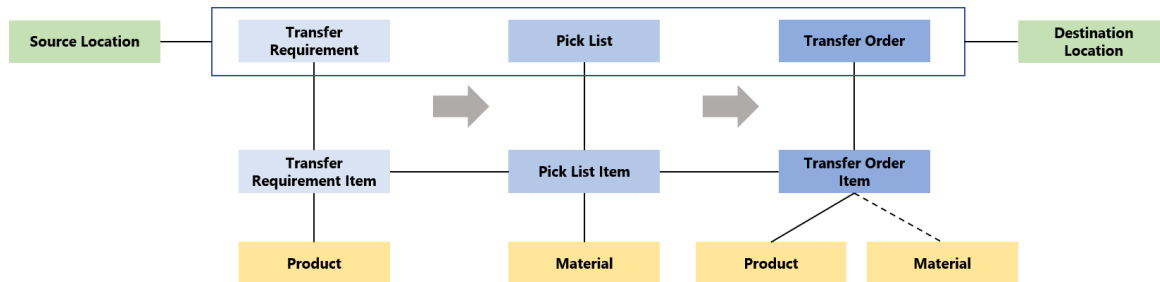 Source Location
Transfer
Requirement
Pick List
Transfer Order
Destination
Location
Transfer
Requirement Item
Pick List Item
Transfer Order
Item
Product
Material
Product
Material